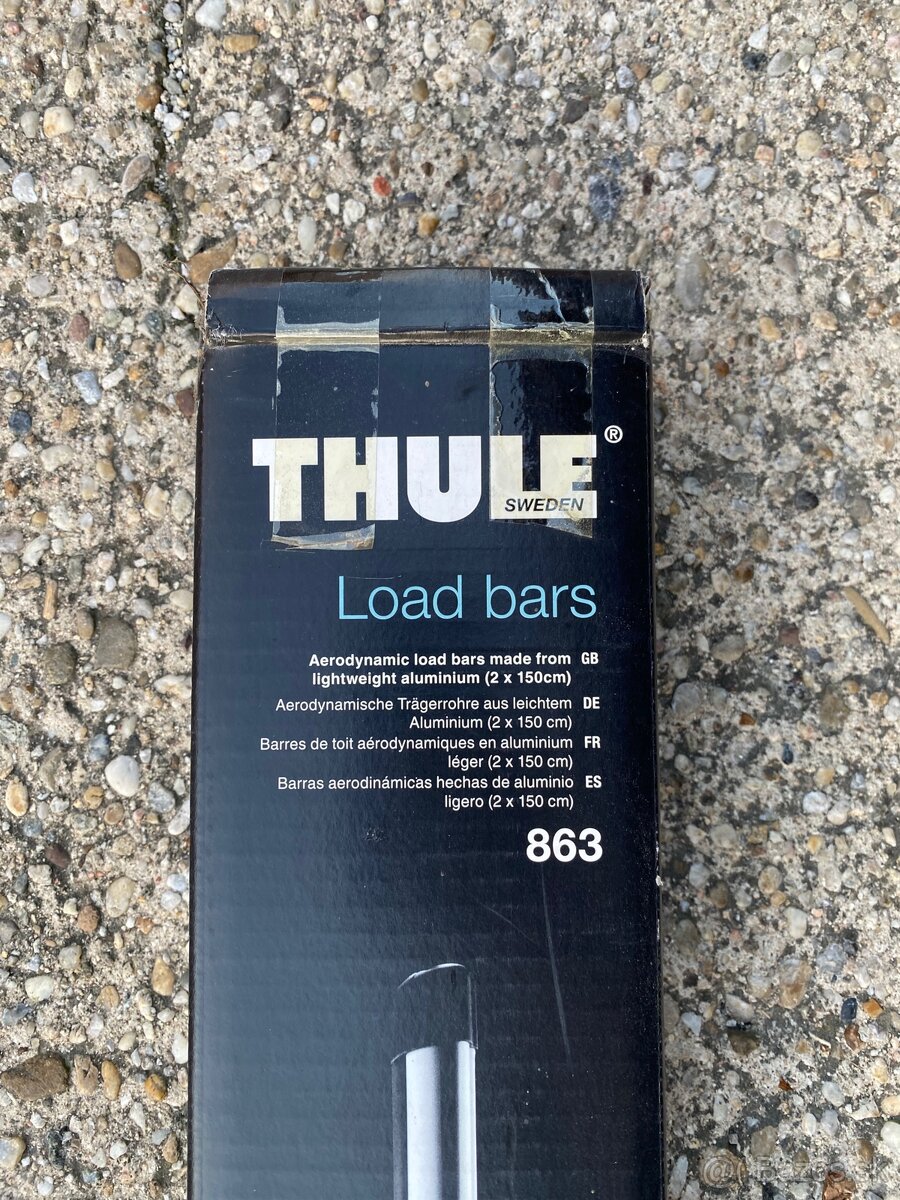 THULE®
SWEDEN
Load bars
Aerodynamic load bars made from GB
lightweight aluminium (2 x 150cm)
Aerodynamische Trägerrohre aus leichtem DE
Aluminium (2 x 150 cm)
Barres de toit aérodynamiques en aluminium FR
léger (2 x 150 cm)
Barras aerodinámicas hechas de aluminio ES
ligero (2 x 150 cm)
863